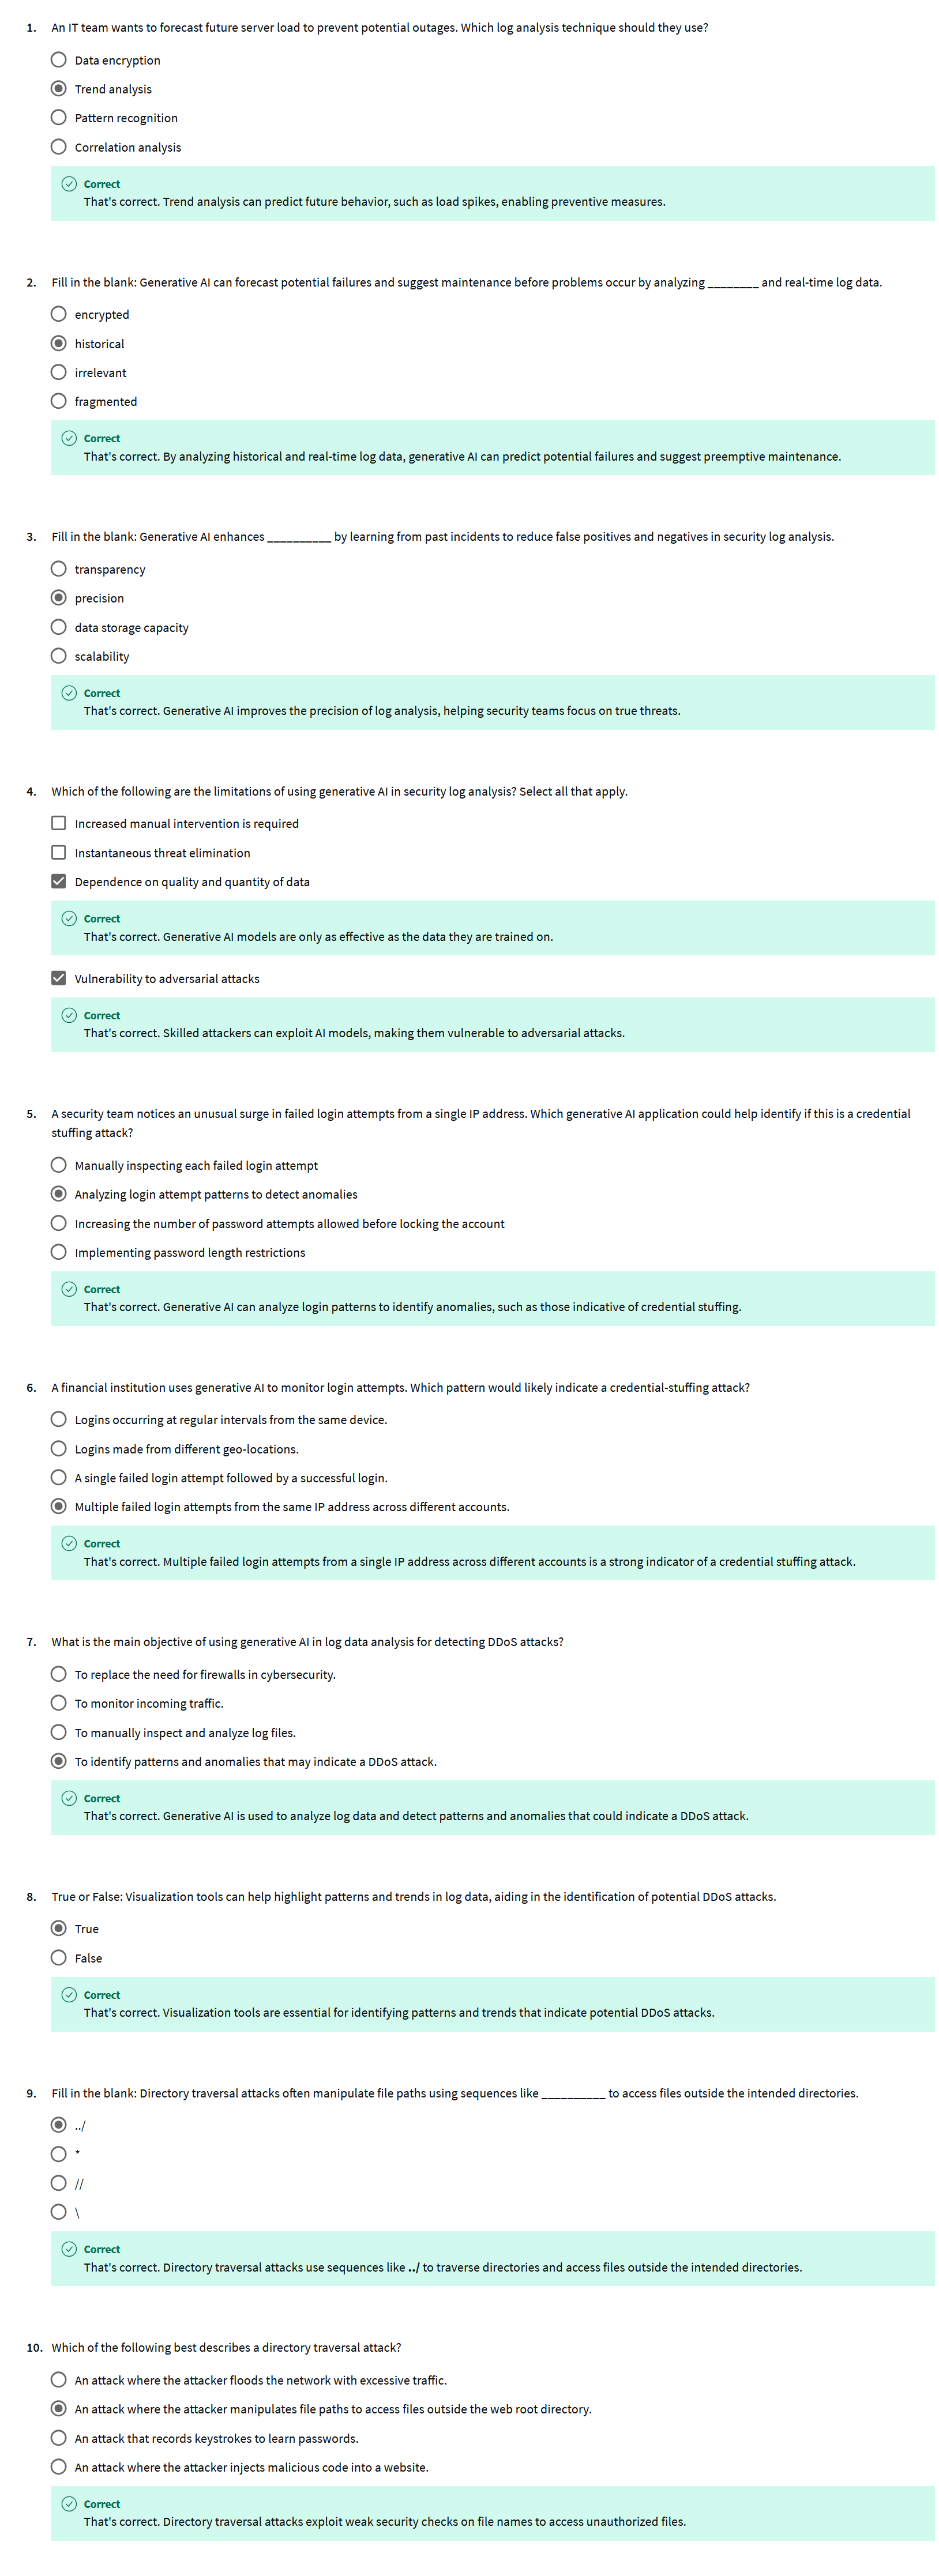 1. An IT team wants to forecast future server load to prevent potential outages. Which log analysis technique should they use?
Data encryption
Trend analysis
Pattern recognition
Correlation analysis
Correct
That's correct. Trend analysis can predict future behavior, such as load spikes, enabling preventive measures.
2. Fill in the blank: Generative AI can forecast potential failures and suggest maintenance before problems occur by analyzing ________ and real-time log data.
encrypted
historical
irrelevant
fragmented
Correct
That's correct. By analyzing historical and real-time log data, generative AI can predict potential failures and suggest preemptive maintenance.
3. Fill in the blank: Generative AI enhances __________ by learning from past incidents to reduce false positives and negatives in security log analysis.
transparency
precision
data storage capacity
scalability
Correct
That's correct. Generative AI improves the precision of log analysis, helping security teams focus on true threats.
4. Which of the following are the limitations of using generative AI in security log analysis? Select all that apply.
Increased manual intervention is required
Instantaneous threat elimination
Dependence on quality and quantity of data
Correct
That's correct. Generative AI models are only as effective as the data they are trained on.
Vulnerability to adversarial attacks
Correct
That's correct. Skilled attackers can exploit AI models, making them vulnerable to adversarial attacks.
5. A security team notices an unusual surge in failed login attempts from a single IP address. Which generative AI application could help identify if this is a credential
stuffing attack?
Manually inspecting each failed login attempt
Analyzing login attempt patterns to detect anomalies
Increasing the number of password attempts allowed before locking the account
Implementing password length restrictions
Correct
That's correct. Generative AI can analyze login patterns to identify anomalies, such as those indicative of credential stuffing.
6. A financial institution uses generative AI to monitor login attempts. Which pattern would likely indicate a credential-stuffing attack?
Logins occurring at regular intervals from the same device.
Logins made from different geo-locations.
A single failed login attempt followed by a successful login.
Multiple failed login attempts from the same IP address across different accounts.
Correct
That's correct. Multiple failed login attempts from a single IP address across different accounts is a strong indicator of a credential stuffing attack.
7. What is the main objective of using generative AI in log data analysis for detecting DDoS attacks?
To replace the need for firewalls in cybersecurity.
To monitor incoming traffic.
To manually inspect and analyze log files.
To identify patterns and anomalies that may indicate a DDoS attack.
Correct
That's correct. Generative AI is used to analyze log data and detect patterns and anomalies that could indicate a DDoS attack.
8. True or False: Visualization tools can help highlight patterns and trends in log data, aiding in the identification of potential DDoS attacks.
True
False
Correct
That's correct. Visualization tools are essential for identifying patterns and trends that indicate potential DDoS attacks.
9. Fill in the blank: Directory traversal attacks often manipulate file paths using sequences like __________ to access files outside the intended directories.
../
*
//
\
Correct
That's correct. Directory traversal attacks use sequences like ../ to traverse directories and access files outside the intended directories.
10. Which of the following best describes a directory traversal attack?
An attack where the attacker floods the network with excessive traffic.
An attack where the attacker manipulates file paths to access files outside the web root directory.
An attack that records keystrokes to learn passwords.
An attack where the attacker injects malicious code into a website.
Correct
That's correct. Directory traversal attacks exploit weak security checks on file names to access unauthorized files.